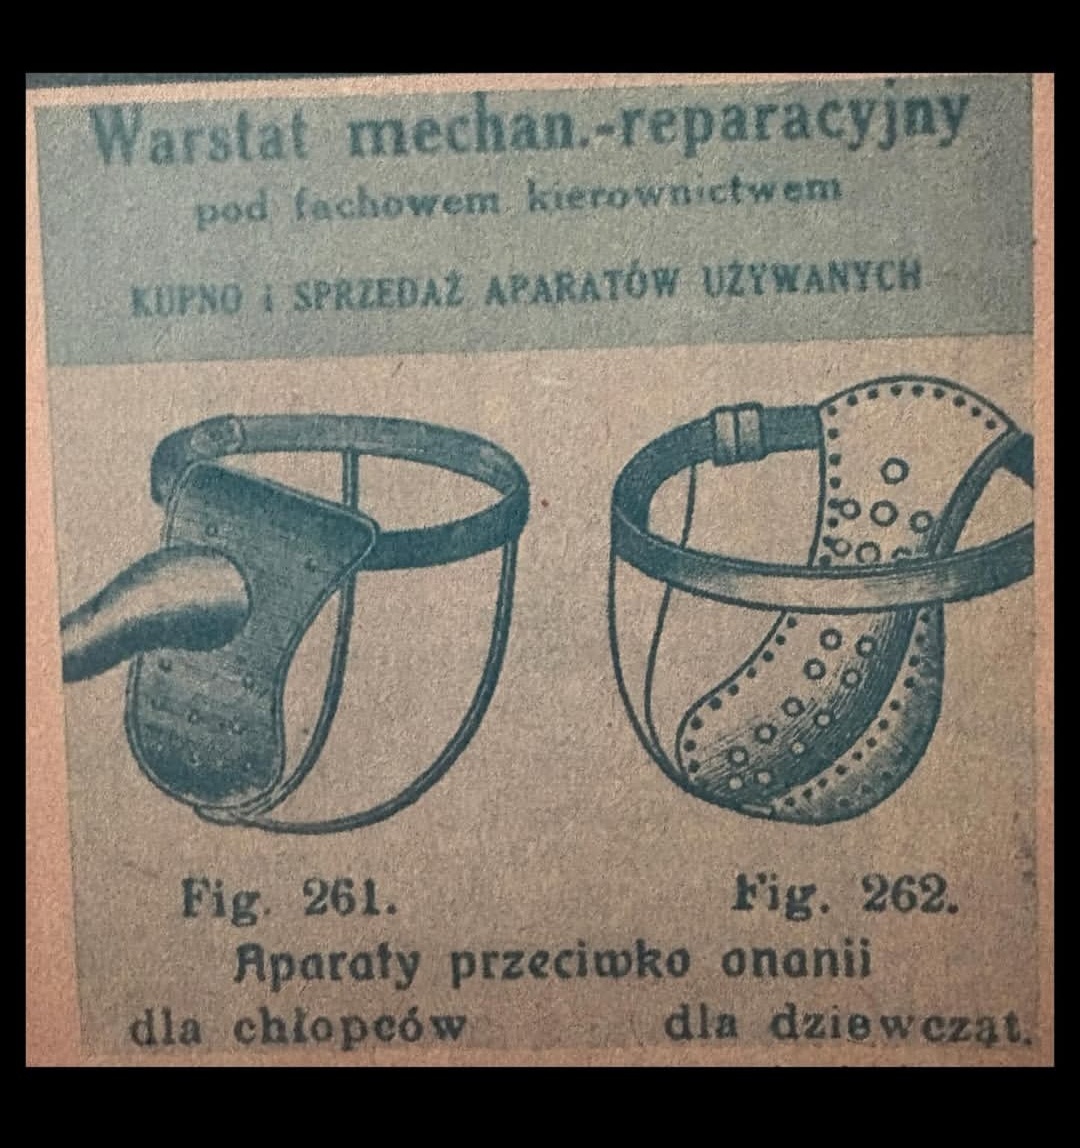 Warstat mechan.-reparacyjny
pod fachowem kierownictwem
KUPNO i SPRZEDAŻ APARATÓW UŻYWANYCH
Fig. 261.
Fig. 262.
Aparaty przeciwko onanii
dla chłopców
dla dziewcząt.